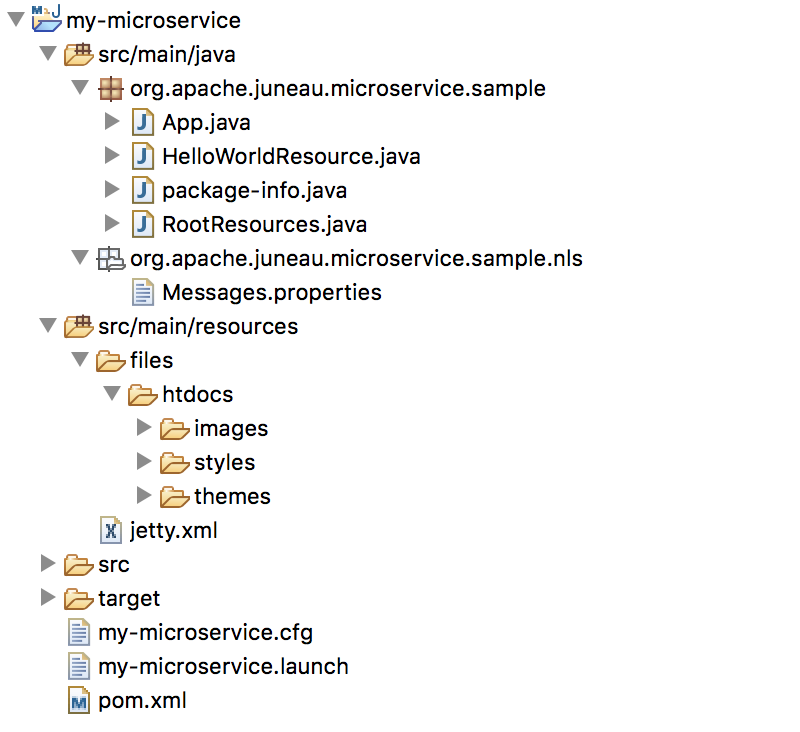 my-microservice
src/main/java
org.apache.juneau.microservice.sample
App.java
HelloWorldResource.java
package-info.java
RootResources.java
org.apache.juneau.microservice.sample.nls
Messages.properties
src/main/resources
files
htdocs
images
styles
themes
jetty.xml
src
target
my-microservice.cfg
my-microservice.launch
pom.xml